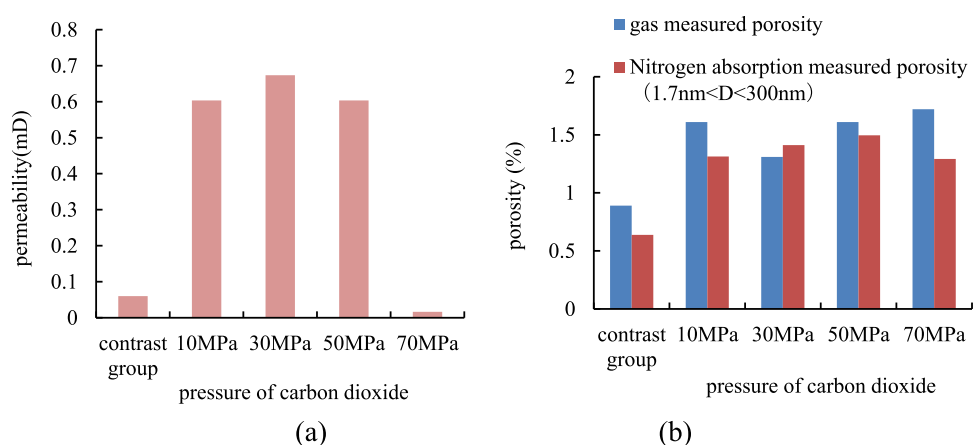 0.8
0.7
0.6
0.5
0.4
0.3
0.2
0.1
0
permeability(mD)
contrast group
10MPa
30MPa
50MPa
70MPa
pressure of carbon dioxide
(a)
gas measured porosity
Nitrogen absorption measured porosity
（1.7nm<D<300nm）
2
1.5
1
0.5
0
porosity (%)
contrast group
10MPa
30MPa
50MPa
70MPa
pressure of carbon dioxide
(b)